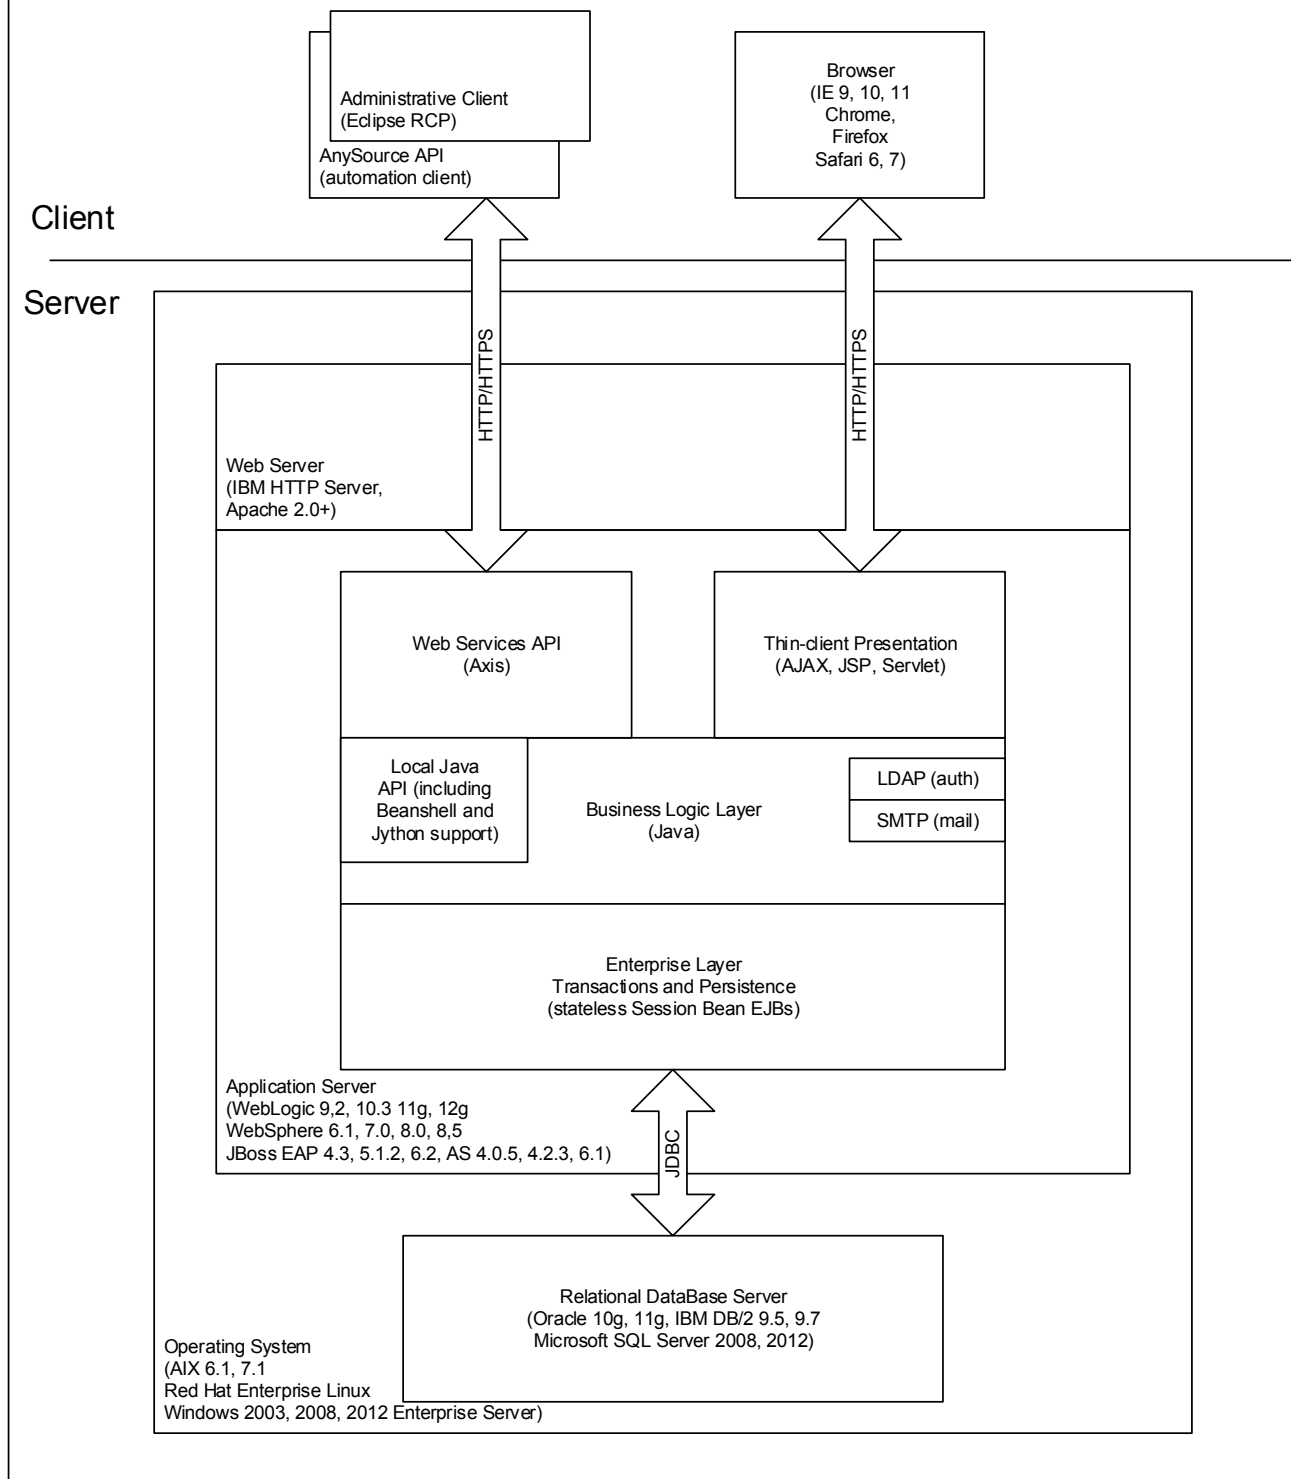 Administrative Client
(Eclipse RCP)
AnySource API
(automation client)
Browser
(IE 9, 10, 11
Chrome,
Firefox
Safari 6, 7)
Client
Server
HTTP/HTTPS
HTTP/HTTPS
Web Server
(IBM HTTP Server,
Apache 2.0+)
Web Services API
(Axis)
Thin-client Presentation
(AJAX, JSP, Servlet)
Local Java
API (including
Beanshell and
Jython support)
Business Logic Layer
(Java)
LDAP (auth)
SMTP (mail)
Enterprise Layer
Transactions and Persistence
(stateless Session Bean EJBs)
Application Server
(WebLogic 9,2, 10.3 11g, 12g
WebSphere 6.1, 7.0, 8.0, 8,5
JBoss EAP 4.3, 5.1.2, 6.2, AS 4.0.5, 4.2.3, 6.1)
JDBC
Relational DataBase Server
(Oracle 10g, 11g, IBM DB/2 9.5, 9.7
Microsoft SQL Server 2008, 2012)
Operating System
(AIX 6.1, 7.1
Red Hat Enterprise Linux
Windows 2003, 2008, 2012 Enterprise Server)